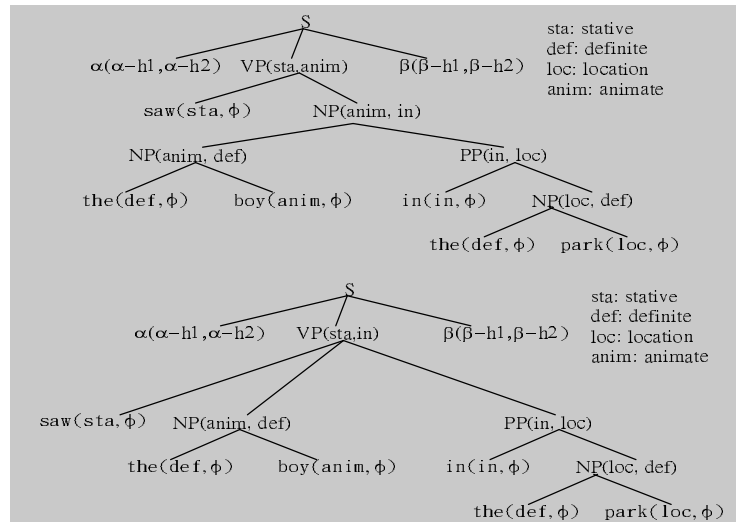 S
sta: stative
def: definite
loc: location
anim: animate
α(α−h1,α−h2) VP(sta,anim) β(β−h1,β−h2)
saw(sta,ϕ) NP(anim, in)
NP(anim, def) PP(in, loc)
the(def,ϕ) boy(anim,ϕ) in(in,ϕ) NP(loc, def)
the(def,ϕ) park(loc,ϕ)
S
sta: stative
def: definite
loc: location
anim: animate
α(α−h1,α−h2) VP(sta,in) β(β−h1,β−h2)
saw(sta,ϕ) NP(anim, def) PP(in, loc)
the(def,ϕ) boy(anim,ϕ) in(in,ϕ) NP(loc, def)
the(def,ϕ) park(loc,ϕ)